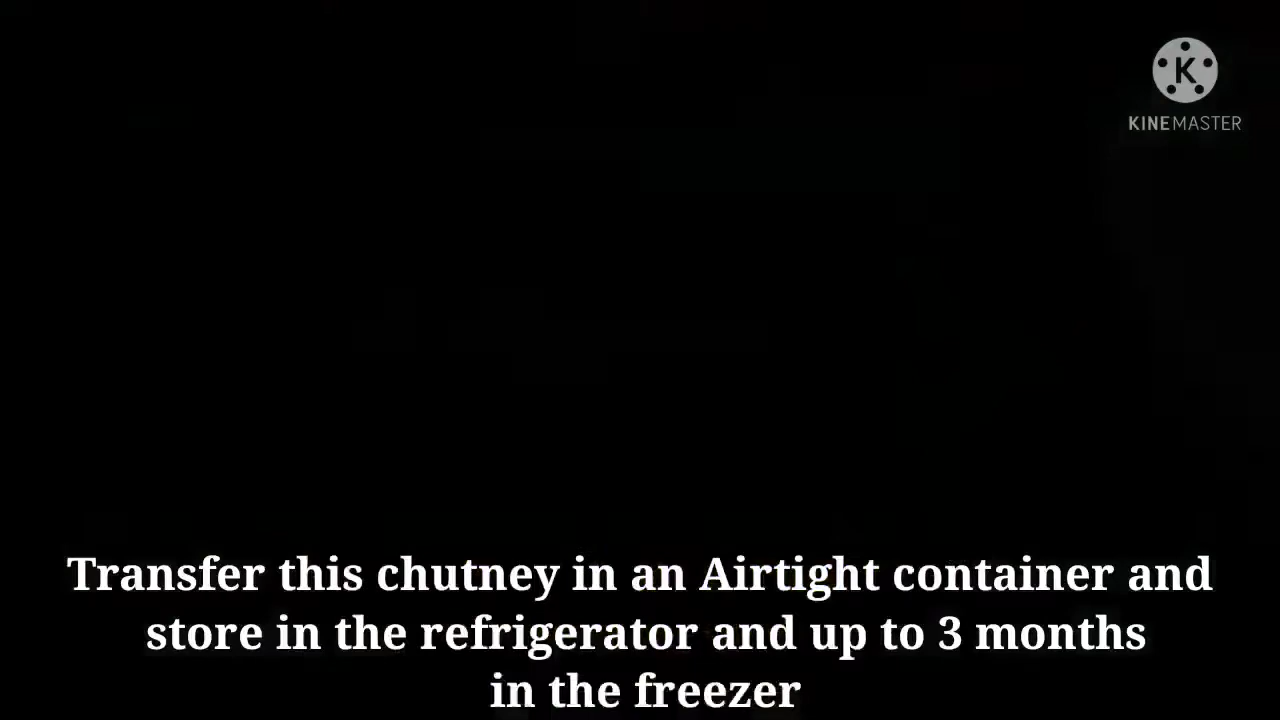 K
KINEMASTER
Transfer this chutney in an Airtight container and
store in the refrigerator and up to 3 months
in the freezer